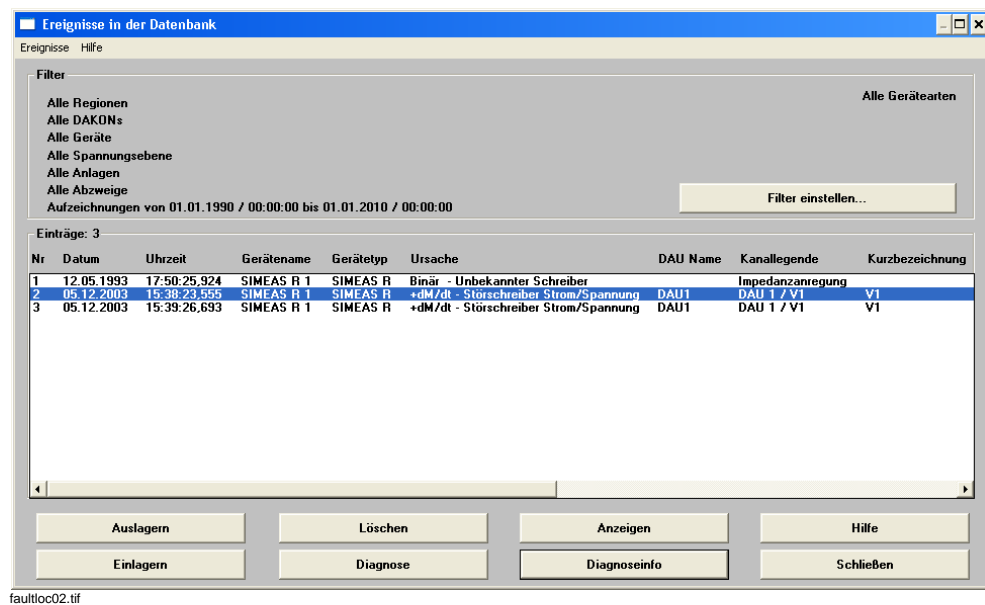 Ereignisse in der Datenbank
Ereignisse Hilfe
Filter
Alle Regionen
Alle Gerätearten
Alle DAKONs
Alle Geräte
Alle Spannungsebene
Alle Anlagen
Alle Abzweige
Aufzeichnungen von 01.01.1990 / 00:00:00 bis 01.01.2010 / 00:00:00
Filter einstellen...
Einträge: 3
Nr Datum Uhrzeit Gerätename Gerätetyp Ursache DAU Name Kanallegende Kurzbezeichnung
1 12.05.1993 17:50:25,924 SIMEAS R 1 SIMEAS R Binär - Unbekannter Schreiber Impedanzanregung
2 05.12.2003 15:38:23,555 SIMEAS R 1 SIMEAS R +dM/dt - Störschreiber Strom/Spannung DAU1 DAU 1 / V1 V1
3 05.12.2003 15:39:26,693 SIMEAS R 1 SIMEAS R +dM/dt - Störschreiber Strom/Spannung DAU1 DAU 1 / V1 V1
Auslagern Löschen Anzeigen Hilfe
Einlagern Diagnose Diagnoseinfo Schließen
faultloc02.tif